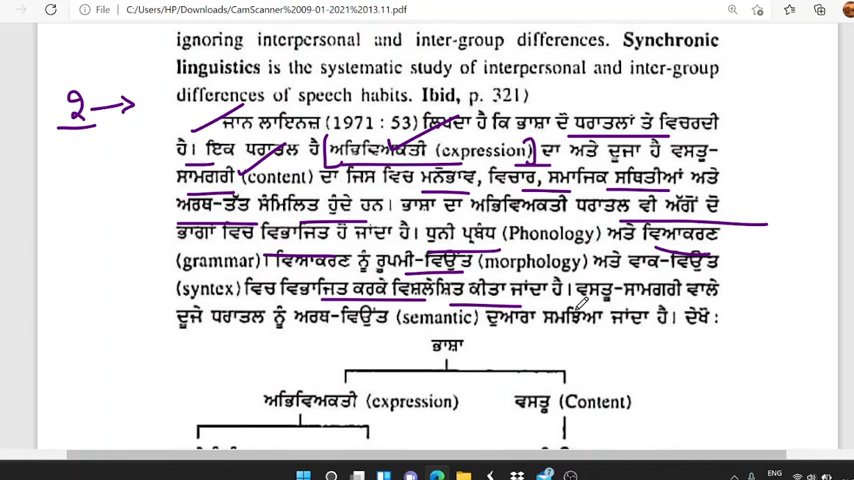 File | C:/Users/HP/Downloads/CamScanner%2009-01-2021%2013.11.pdf
ignoring interpersonal and inter-group differences. Synchronic
linguistics is the systematic study of interpersonal and inter-group
differences of speech habits. Ibid, p. 321)
2 →
ਜਾਨ ਲਾਇਨਜ਼ (1971 : 53) ਲਿਖਦਾ ਹੈ ਕਿ ਭਾਸ਼ਾ ਦੋ ਧਰਾਤਲਾਂ ਤੇ ਵਿਚਰਦੀ
ਹੈ। ਇਕ ਧਰਾਤਲ ਹੈ ਅਭਿਵਿਅਕਤੀ (expression) ਦਾ ਅਤੇ ਦੂਜਾ ਹੈ ਵਸਤੂ-
ਸਾਮਗਰੀ (content) ਦਾ ਜਿਸ ਵਿਚ ਮਨੋਭਾਵ, ਵਿਚਾਰ, ਸਮਾਜਿਕ ਸਥਿਤੀਆਂ ਅਤੇ
ਅਰਥ-ਤੱਤ ਸੰਮਿਲਿਤ ਹੁੰਦੇ ਹਨ। ਭਾਸ਼ਾ ਦਾ ਅਭਿਵਿਅਕਤੀ ਧਰਾਤਲ ਵੀ ਅੱਗੋਂ ਦੋ
ਭਾਗਾਂ ਵਿਚ ਵਿਭਾਜਿਤ ਹੋ ਜਾਂਦਾ ਹੈ। ਧੁਨੀ ਪ੍ਰਬੰਧ (Phonology) ਅਤੇ ਵਿਆਕਰਣ
(grammar) ਵਿਆਕਰਣ ਨੂੰ ਰੂਪਮੀ-ਵਿਉਂਤ (morphology) ਅਤੇ ਵਾਕ-ਵਿਉਂਤ
(syntex) ਵਿਚ ਵਿਭਾਜਿਤ ਕਰਕੇ ਵਿਸ਼ਲੇਸ਼ਿਤ ਕੀਤਾ ਜਾਂਦਾ ਹੈ। ਵਸਤੂ-ਸਾਮਗਰੀ ਵਾਲੇ
ਦੂਜੇ ਧਰਾਤਲ ਨੂੰ ਅਰਥ-ਵਿਉਂਤ (semantic) ਦੁਆਰਾ ਸਮਝਿਆ ਜਾਂਦਾ ਹੈ। ਦੇਖੋ :
ਭਾਸ਼ਾ
ਅਭਿਵਿਅਕਤੀ (expression) ਵਸਤੂ (Content)
ENG